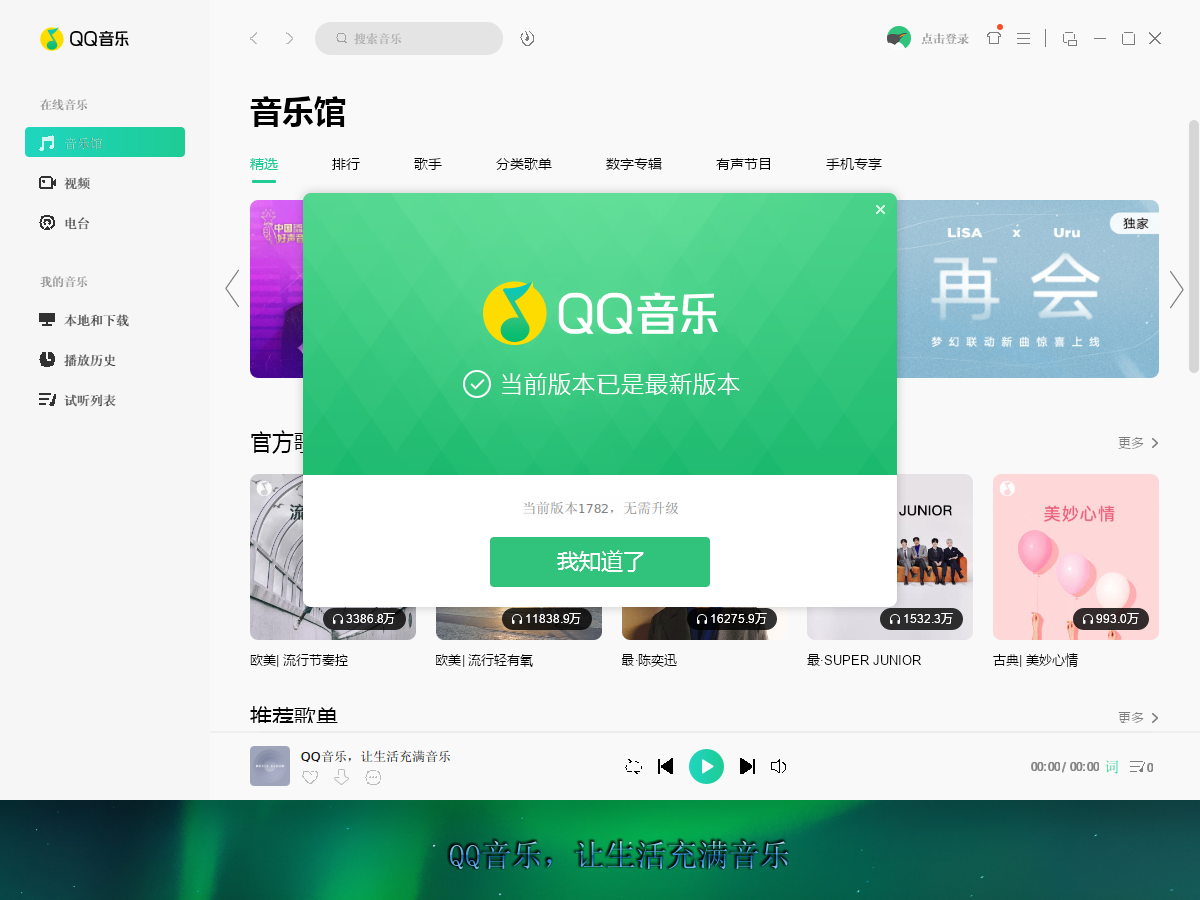 QQ音乐
搜索音乐
点击登录
在线音乐
音乐馆
视频
电台
我的音乐
本地和下载
播放历史
试听列表
音乐馆
精选 排行 歌手 分类歌单 数字专辑 有声节目 手机专享
中国
好声音
独家
LiSA x Uru
再会
梦幻联动新曲惊喜上线
QQ音乐
当前版本已是最新版本
当前版本1782，无需升级
我知道了
官方歌
更多
流
JUNIOR
美妙心情
3386.8万
11838.9万
16275.9万
1532.3万
993.0万
欧美| 流行节奏控
欧美| 流行轻有氧
最·陈奕迅
最·SUPER JUNIOR
古典| 美妙心情
推荐歌单
更多
QQ音乐，让生活充满音乐
00:00/ 00:00 词 0
QQ音乐，让生活充满音乐